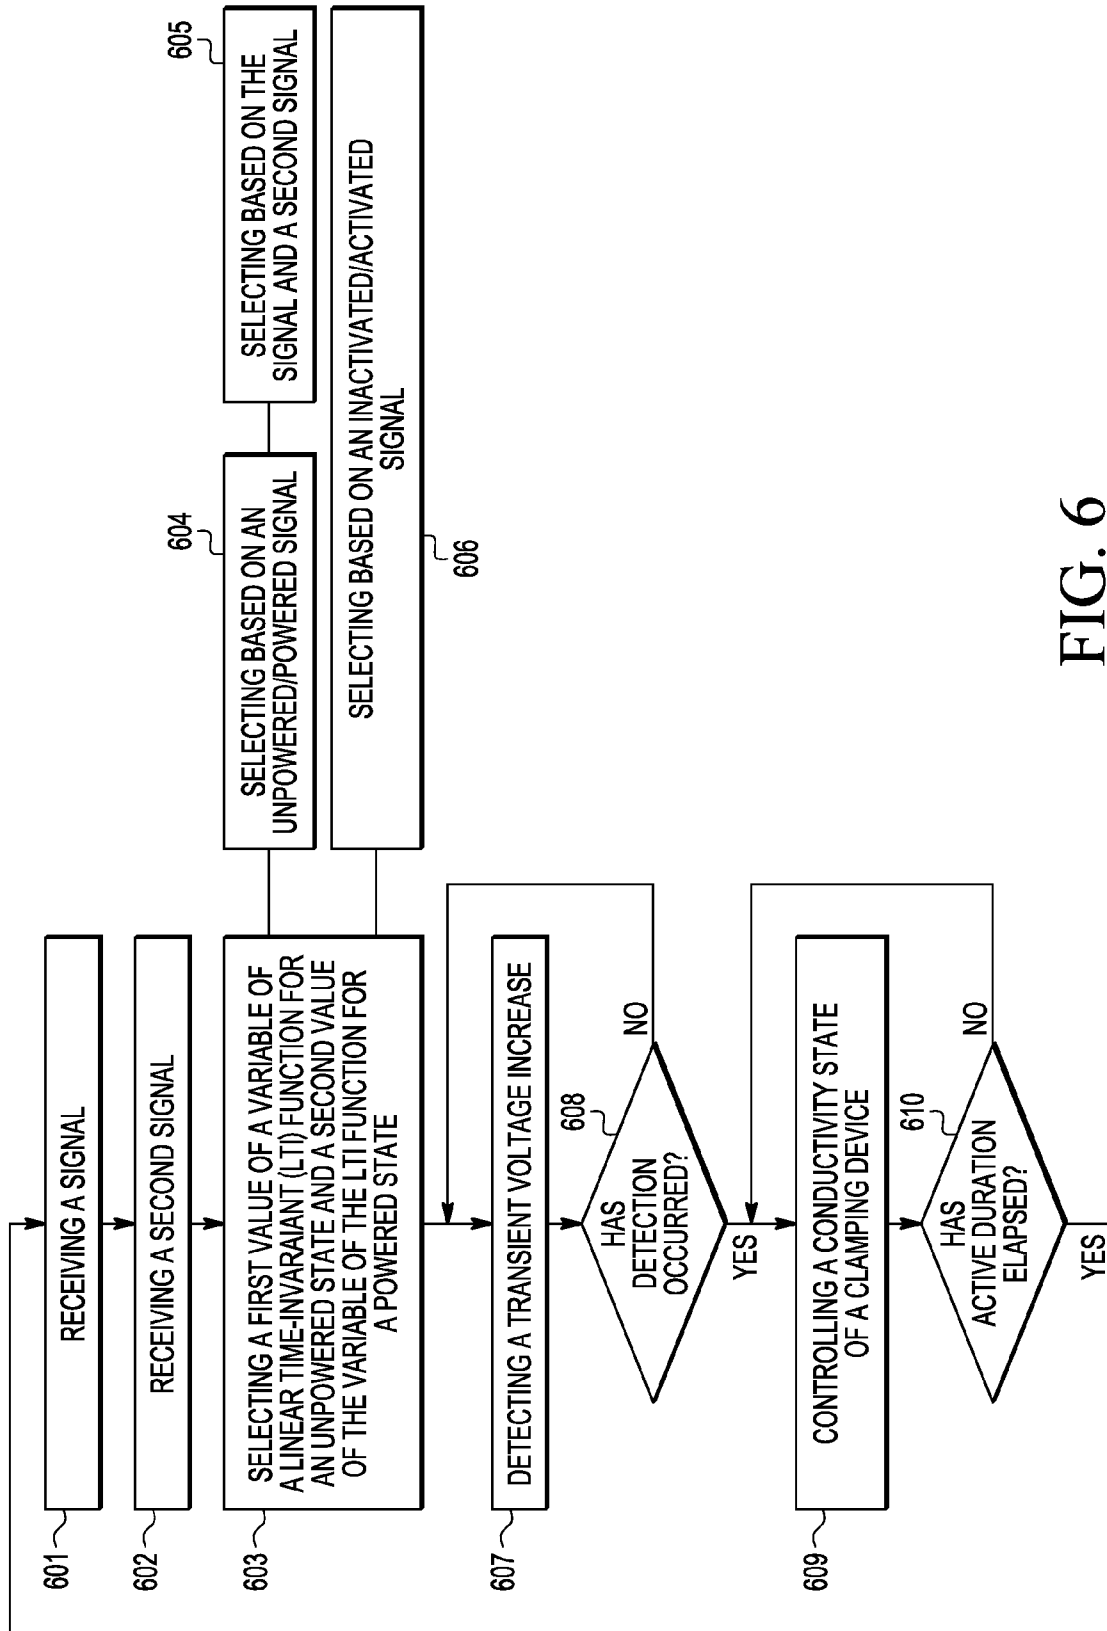 601
RECEIVING A SIGNAL
602
RECEIVING A SECOND SIGNAL
603
SELECTING A FIRST VALUE OF A VARIABLE OF
A LINEAR TIME-INVARAIANT (LTI) FUNCTION FOR
AN UNPOWERED STATE AND A SECOND VALUE
OF THE VARIABLE OF THE LTI FUNCTION FOR
A POWERED STATE
604
SELECTING BASED ON AN
UNPOWERED/POWERED SIGNAL
605
SELECTING BASED ON THE
SIGNAL AND A SECOND SIGNAL
SELECTING BASED ON AN INACTIVATED/ACTIVATED
SIGNAL
606
607
DETECTING A TRANSIENT VOLTAGE INCREASE
608
HAS
DETECTION
OCCURRED?
NO
YES
609
CONTROLLING A CONDUCTIVITY STATE
OF A CLAMPING DEVICE
610
HAS
ACTIVE DURATION
ELAPSED?
NO
YES
FIG. 6